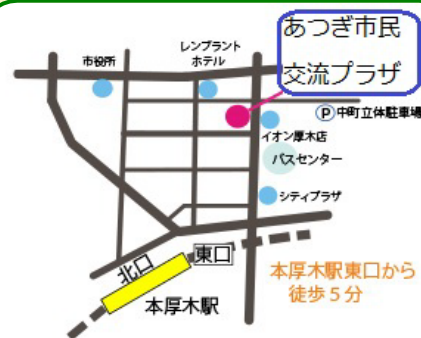 あつぎ市民
交流プラザ
レンブラント
ホテル
市役所
P 中町立体駐車場
イオン厚木店
バスセンター
シティプラザ
東口
北口
本厚木駅
本厚木駅東口から
徒歩5分